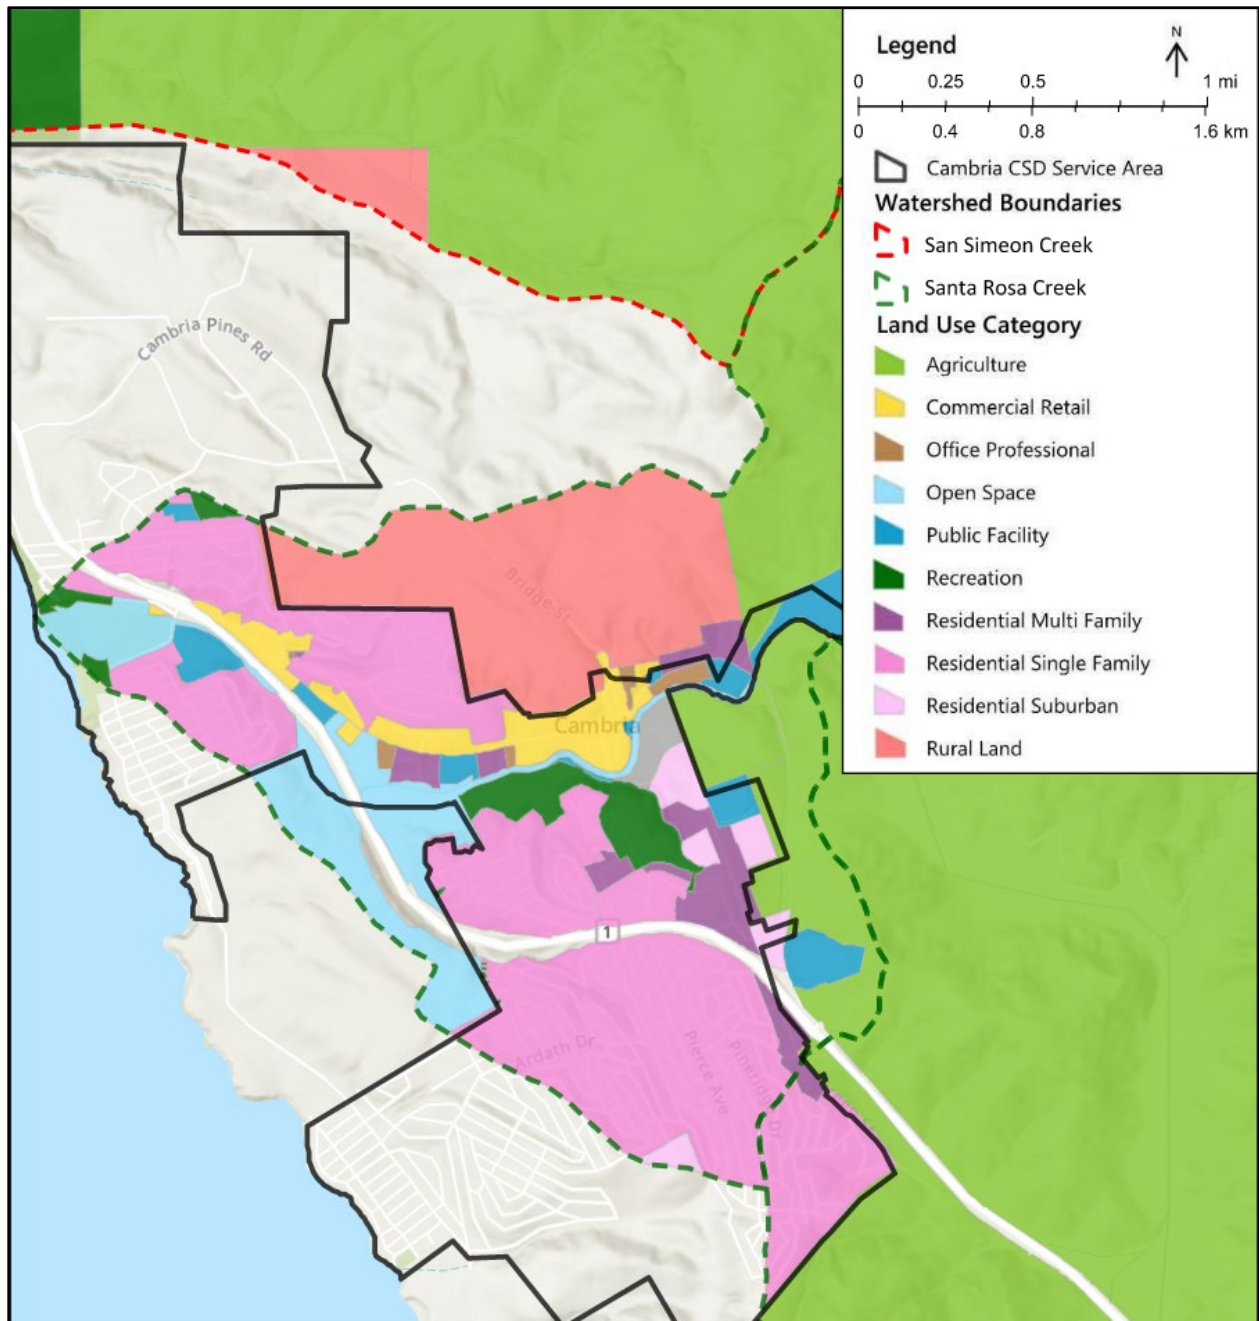 Legend
N
0 0.25 0.5 1 mi
0 0.4 0.8 1.6 km
Cambria CSD Service Area
Watershed Boundaries
San Simeon Creek
Santa Rosa Creek
Land Use Category
Agriculture
Commercial Retail
Office Professional
Open Space
Public Facility
Recreation
Residential Multi Family
Residential Single Family
Residential Suburban
Rural Land
Cambria Pines Rd
Bridge St
Cambria
1
Ardath Dr
Pierce Ave
Pineridge Dr